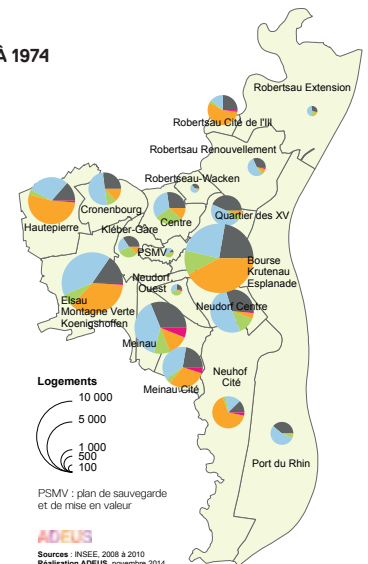 À 1974
Robertsau Extension
Robertsau Cité de l'Ill
Robertsau Renouvellement
Robertseau-Wacken
Cronenbourg
Hautepierre
Centre
Quartier des XV
Kléber-Gare
PSMV
Bourse
Krutenau
Esplanade
Neudorf
Ouest
Elsau
Montagne Verte
Koenigshoffen
Neudorf Centre
Meinau
Neuhof
Cité
Meinau Cité
Port du Rhin
Logements
10 000
5 000
1 000
500
100
PSMV : plan de sauvegarde
et de mise en valeur
ADEUS
Sources : INSEE, 2008 à 2010
Réalisation ADEUS, novembre 2014